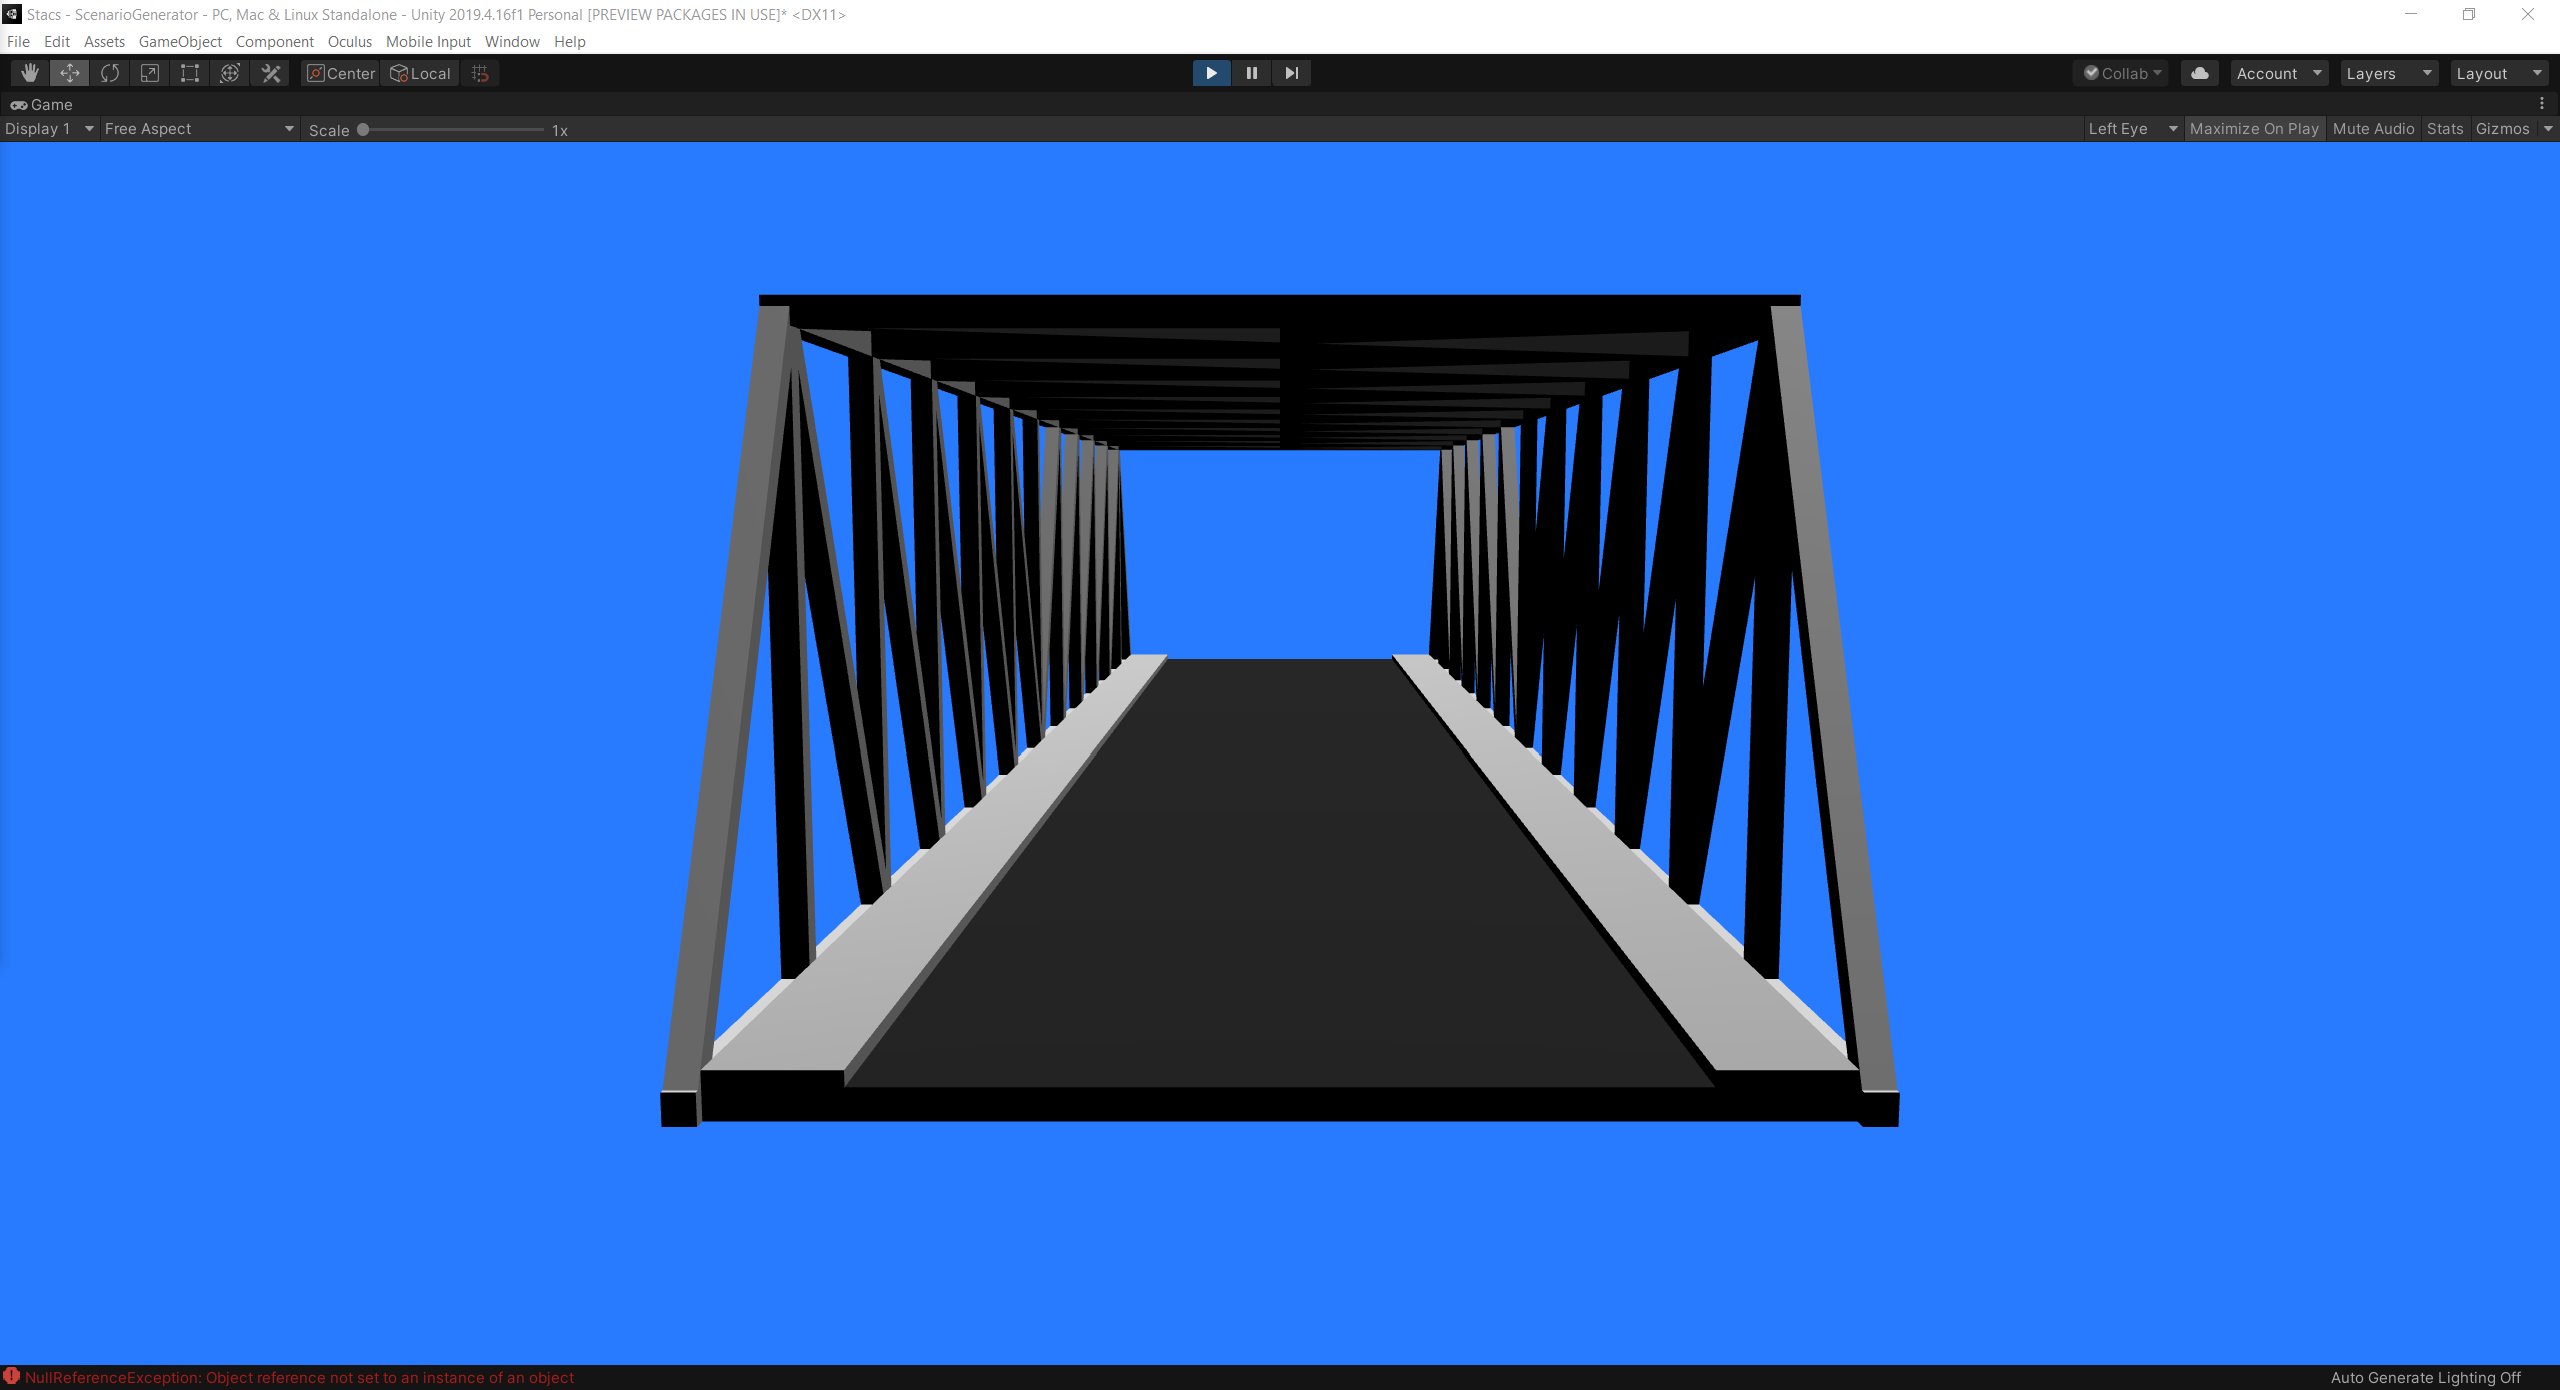 Stacs - ScenarioGenerator - PC, Mac & Linux Standalone - Unity 2019.4.16f1 Personal [PREVIEW PACKAGES IN USE]* <DX11>
File Edit Assets GameObject Component Oculus Mobile Input Window Help
Center Local Collab Account Layers Layout
Game
Display 1 Free Aspect Scale 1x Left Eye Maximize On Play Mute Audio Stats Gizmos
NullReferenceException: Object reference not set to an instance of an object Auto Generate Lighting Off